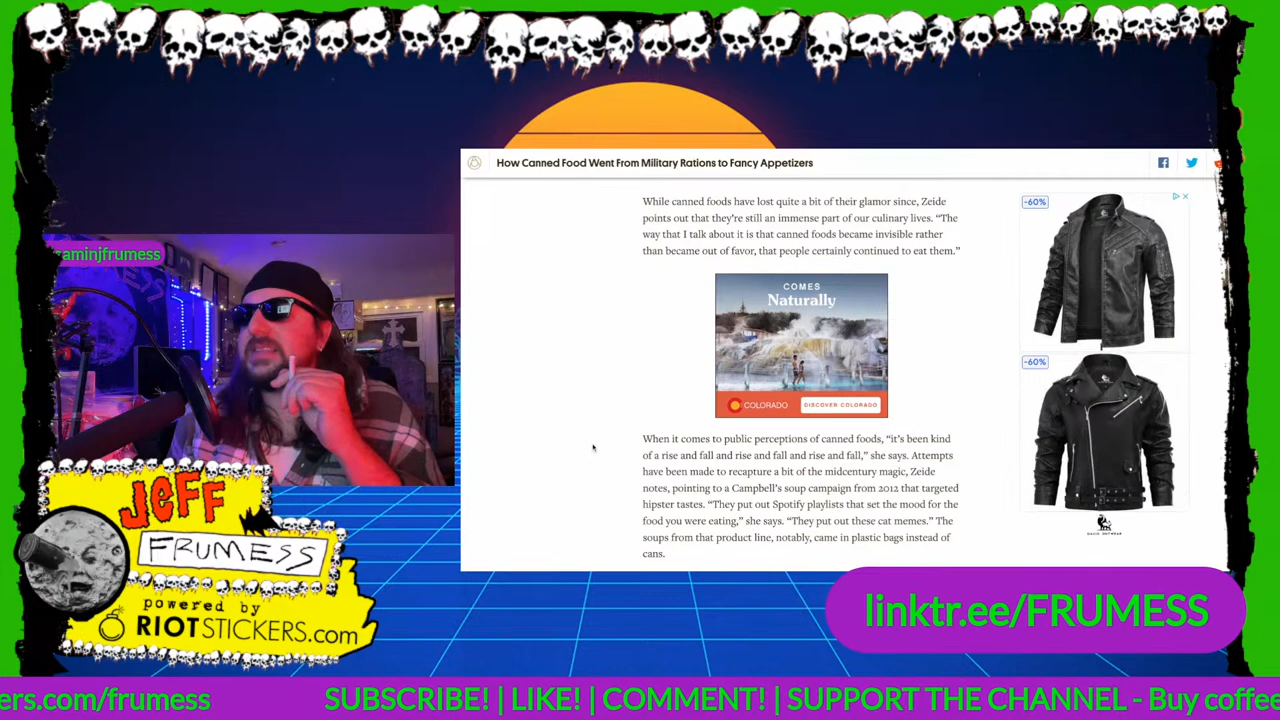 How Canned Food Went From Military Rations to Fancy Appetizers
While canned foods have lost quite a bit of their glamor since, Zeide
points out that they're still an immense part of our culinary lives. “The
way that I talk about it is that canned foods became invisible rather
than became out of favor, that people certainly continued to eat them.”
COMES
Naturally
COLORADO
DISCOVER COLORADO
When it comes to public perceptions of canned foods, “it's been kind
of a rise and fall and rise and fall and rise and fall,” she says. Attempts
have been made to recapture a bit of the midcentury magic, Zeide
notes, pointing to a Campbell's soup campaign from 2012 that targeted
hipster tastes. “They put out Spotify playlists that set the mood for the
food you were eating,” she says. “They put out these cat memes.” The
soups from that product line, notably, came in plastic bags instead of
cans.
-60%
-60%
saminjfrumess
JEFF
FRUMESS
powered by
RIOTSTICKERS.com
linktr.ee/FRUMESS
ers.com/frumess SUBSCRIBE! | LIKE! | COMMENT! | SUPPORT THE CHANNEL - Buy coffee